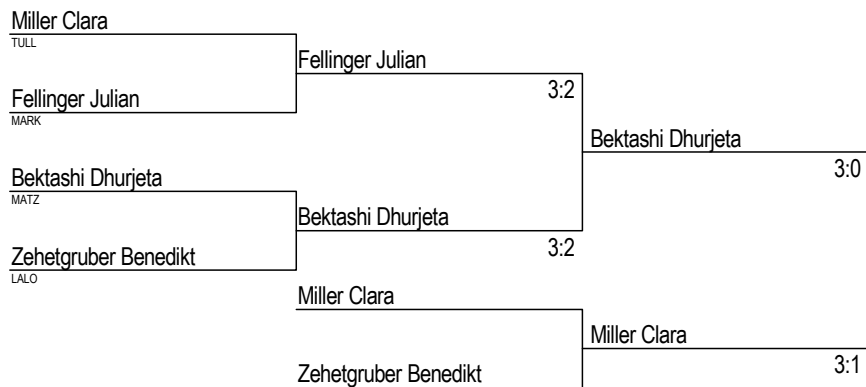 Miller Clara
TULL
Fellinger Julian
3:2
Fellinger Julian
MARK
Bektashi Dhurjeta
3:0
Bektashi Dhurjeta
MATZ
Bektashi Dhurjeta
3:2
Zehetgruber Benedikt
LALO
Miller Clara
Miller Clara
3:1
Zehetgruber Benedikt